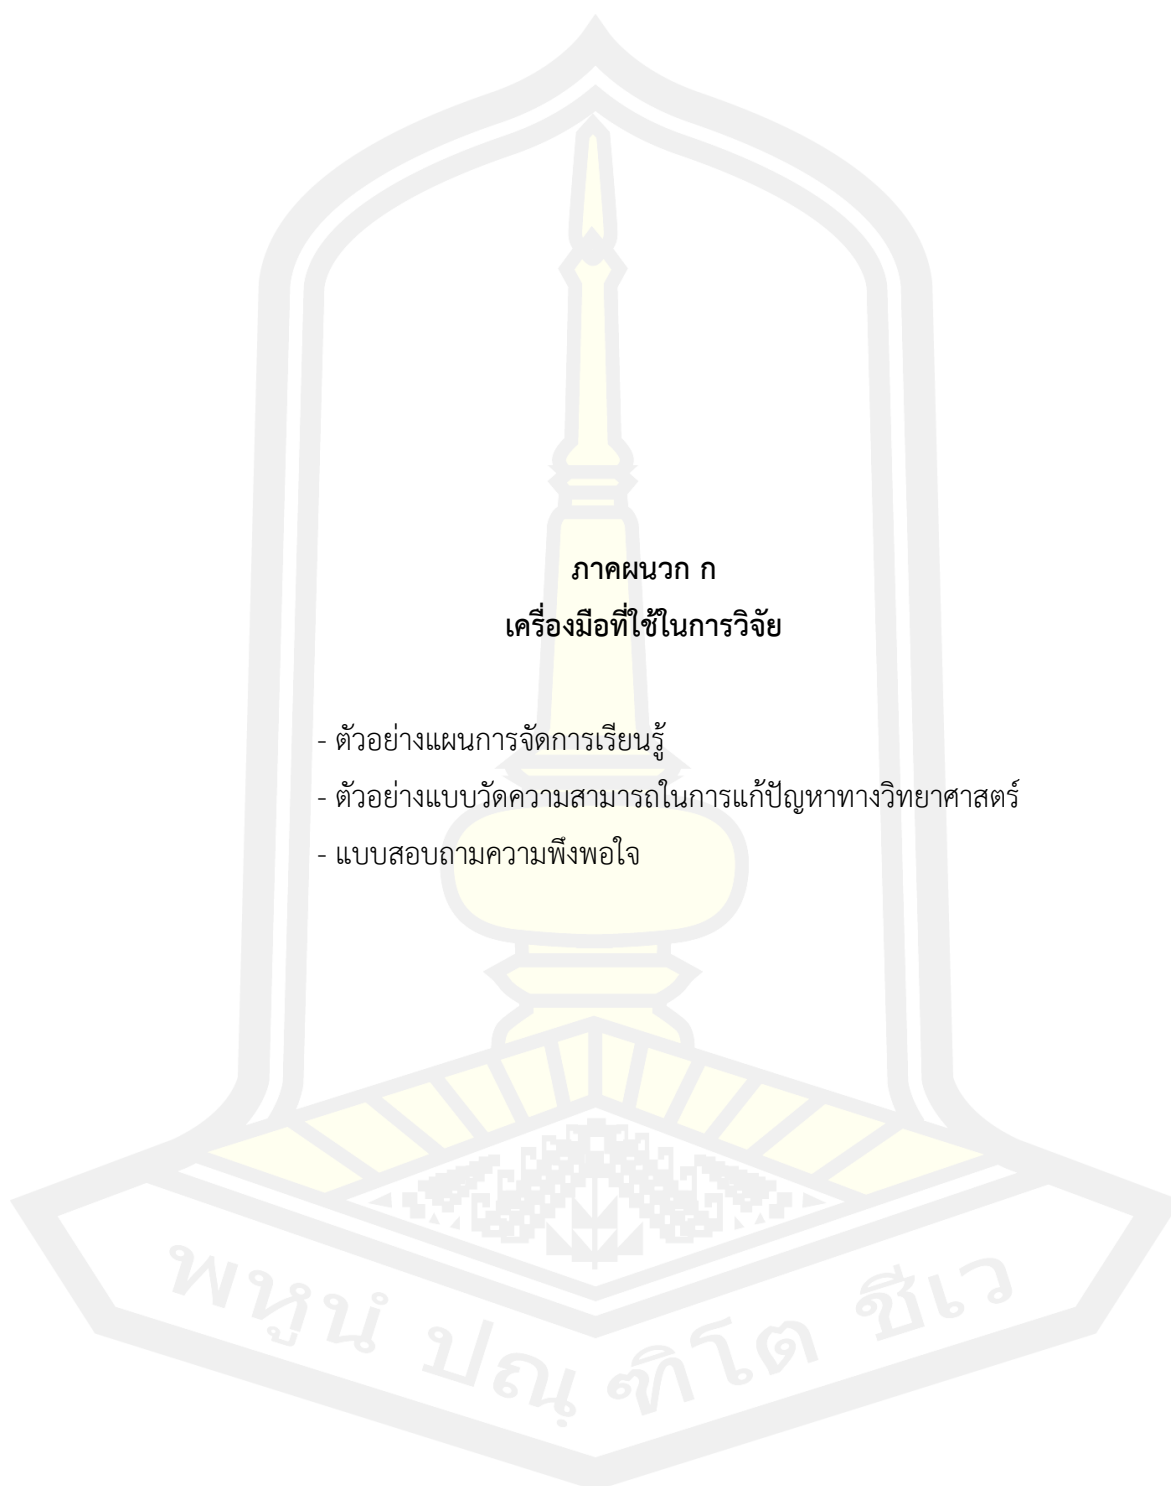 ภาคผนวก ก
เครื่องมือที่ใช้ในการวิจัย
- ตัวอย่างแผนการจัดการเรียนรู้
- ตัวอย่างแบบวัดความสามารถในการแก้ปัญหาทางวิทยาศาสตร์
- แบบสอบถามความพึงพอใจ
พหูนํ ปณฺฑิโต ชีเว